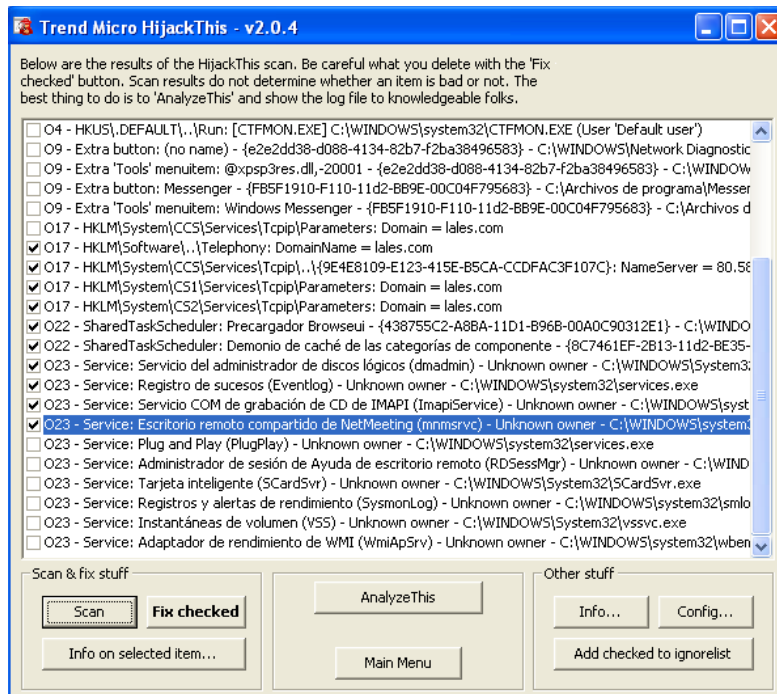 Trend Micro HijackThis - v2.0.4
Below are the results of the HijackThis scan. Be careful what you delete with the 'Fix
checked' button. Scan results do not determine whether an item is bad or not. The
best thing to do is to 'AnalyzeThis' and show the log file to knowledgeable folks.
O4 - HKUS\.DEFAULT\..\Run: [CTFMON.EXE] C:\WINDOWS\system32\CTFMON.EXE (User 'Default user')
O9 - Extra button: (no name) - {e2e2dd38-d088-4134-82b7-f2ba38496583} - C:\WINDOWS\Network Diagnostic
O9 - Extra 'Tools' menuitem: @xpsp3res.dll,-20001 - {e2e2dd38-d088-4134-82b7-f2ba38496583} - C:\WINDOW
O9 - Extra button: Messenger - {FB5F1910-F110-11d2-BB9E-00C04F795683} - C:\Archivos de programa\Messen
O9 - Extra 'Tools' menuitem: Windows Messenger - {FB5F1910-F110-11d2-BB9E-00C04F795683} - C:\Archivos d
O17 - HKLM\System\CCS\Services\Tcpip\Parameters: Domain = lales.com
O17 - HKLM\Software\..\Telephony: DomainName = lales.com
O17 - HKLM\System\CCS\Services\Tcpip\..\{9E4E8109-E123-415E-B5CA-CCDFAC3F107C}: NameServer = 80.58
O17 - HKLM\System\CS1\Services\Tcpip\Parameters: Domain = lales.com
O17 - HKLM\System\CS2\Services\Tcpip\Parameters: Domain = lales.com
O22 - SharedTaskScheduler: Precargador Browseui - {438755C2-A8BA-11D1-B96B-00A0C90312E1} - C:\WINDO
O22 - SharedTaskScheduler: Demonio de caché de las categorías de componente - {8C7461EF-2B13-11d2-BE35-
O23 - Service: Servicio del administrador de discos lógicos (dmadmin) - Unknown owner - C:\WINDOWS\System3
O23 - Service: Registro de sucesos (Eventlog) - Unknown owner - C:\WINDOWS\system32\services.exe
O23 - Service: Servicio COM de grabación de CD de IMAPI (ImapiService) - Unknown owner - C:\WINDOWS\syst
O23 - Service: Escritorio remoto compartido de NetMeeting (mnmsrvc) - Unknown owner - C:\WINDOWS\system3
O23 - Service: Plug and Play (PlugPlay) - Unknown owner - C:\WINDOWS\system32\services.exe
O23 - Service: Administrador de sesión de Ayuda de escritorio remoto (RDSessMgr) - Unknown owner - C:\WIND
O23 - Service: Tarjeta inteligente (SCardSvr) - Unknown owner - C:\WINDOWS\System32\SCardSvr.exe
O23 - Service: Registros y alertas de rendimiento (SysmonLog) - Unknown owner - C:\WINDOWS\system32\smlo
O23 - Service: Instantáneas de volumen (VSS) - Unknown owner - C:\WINDOWS\System32\vssvc.exe
O23 - Service: Adaptador de rendimiento de WMI (WmiApSrv) - Unknown owner - C:\WINDOWS\system32\wben
Scan & fix stuff
Scan
Fix checked
Info on selected item...
AnalyzeThis
Main Menu
Other stuff
Info...
Config...
Add checked to ignorelist